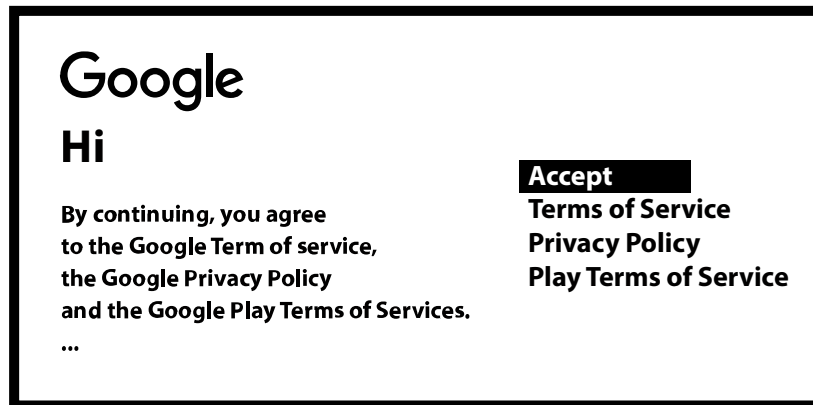 Google
Hi
By continuing, you agree
to the Google Term of service,
the Google Privacy Policy
and the Google Play Terms of Services.
...
Accept
Terms of Service
Privacy Policy
Play Terms of Service